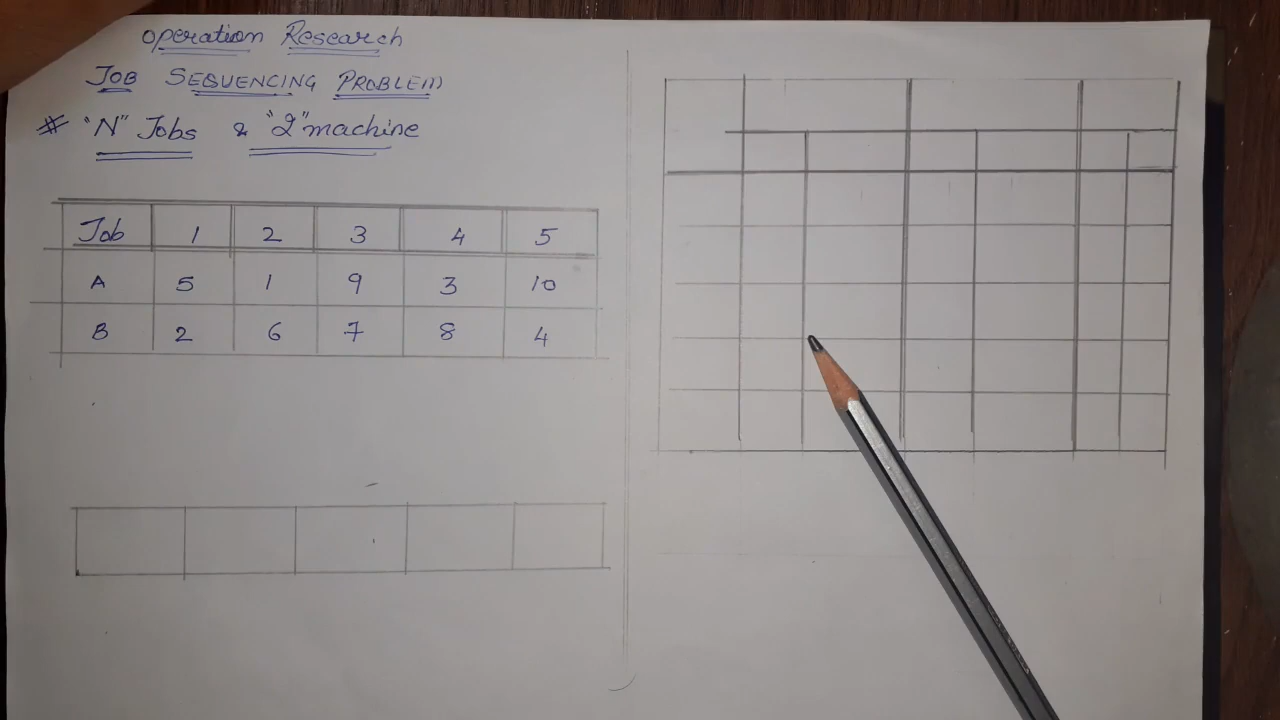 Operation Research
JOB SEQUENCING PROBLEM
# "N" Jobs & "2" machine
Job 1 2 3 4 5
A 5 1 9 3 10
B 2 6 7 8 4